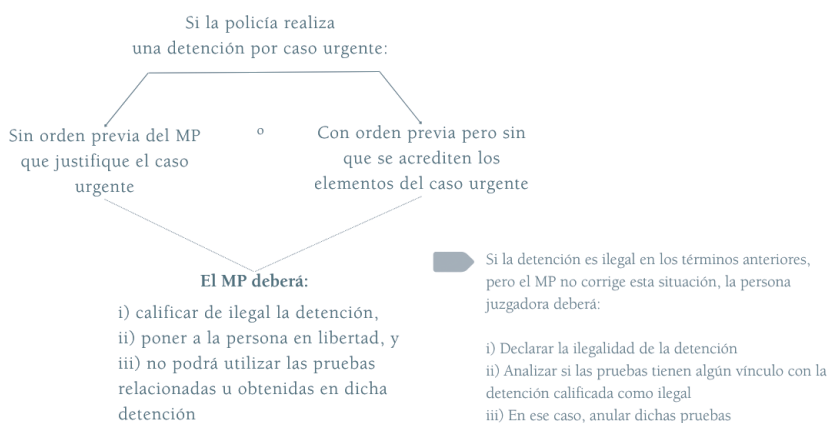 Si la policía realiza
una detención por caso urgente:
Sin orden previa del MP
que justifique el caso
urgente
o
Con orden previa pero sin
que se acrediten los
elementos del caso urgente
El MP deberá:
i) calificar de ilegal la detención,
ii) poner a la persona en libertad, y
iii) no podrá utilizar las pruebas
relacionadas u obtenidas en dicha
detención
Si la detención es ilegal en los términos anteriores,
pero el MP no corrige esta situación, la persona
juzgadora deberá:
i) Declarar la ilegalidad de la detención
ii) Analizar si las pruebas tienen algún vínculo con la
detención calificada como ilegal
iii) En ese caso, anular dichas pruebas